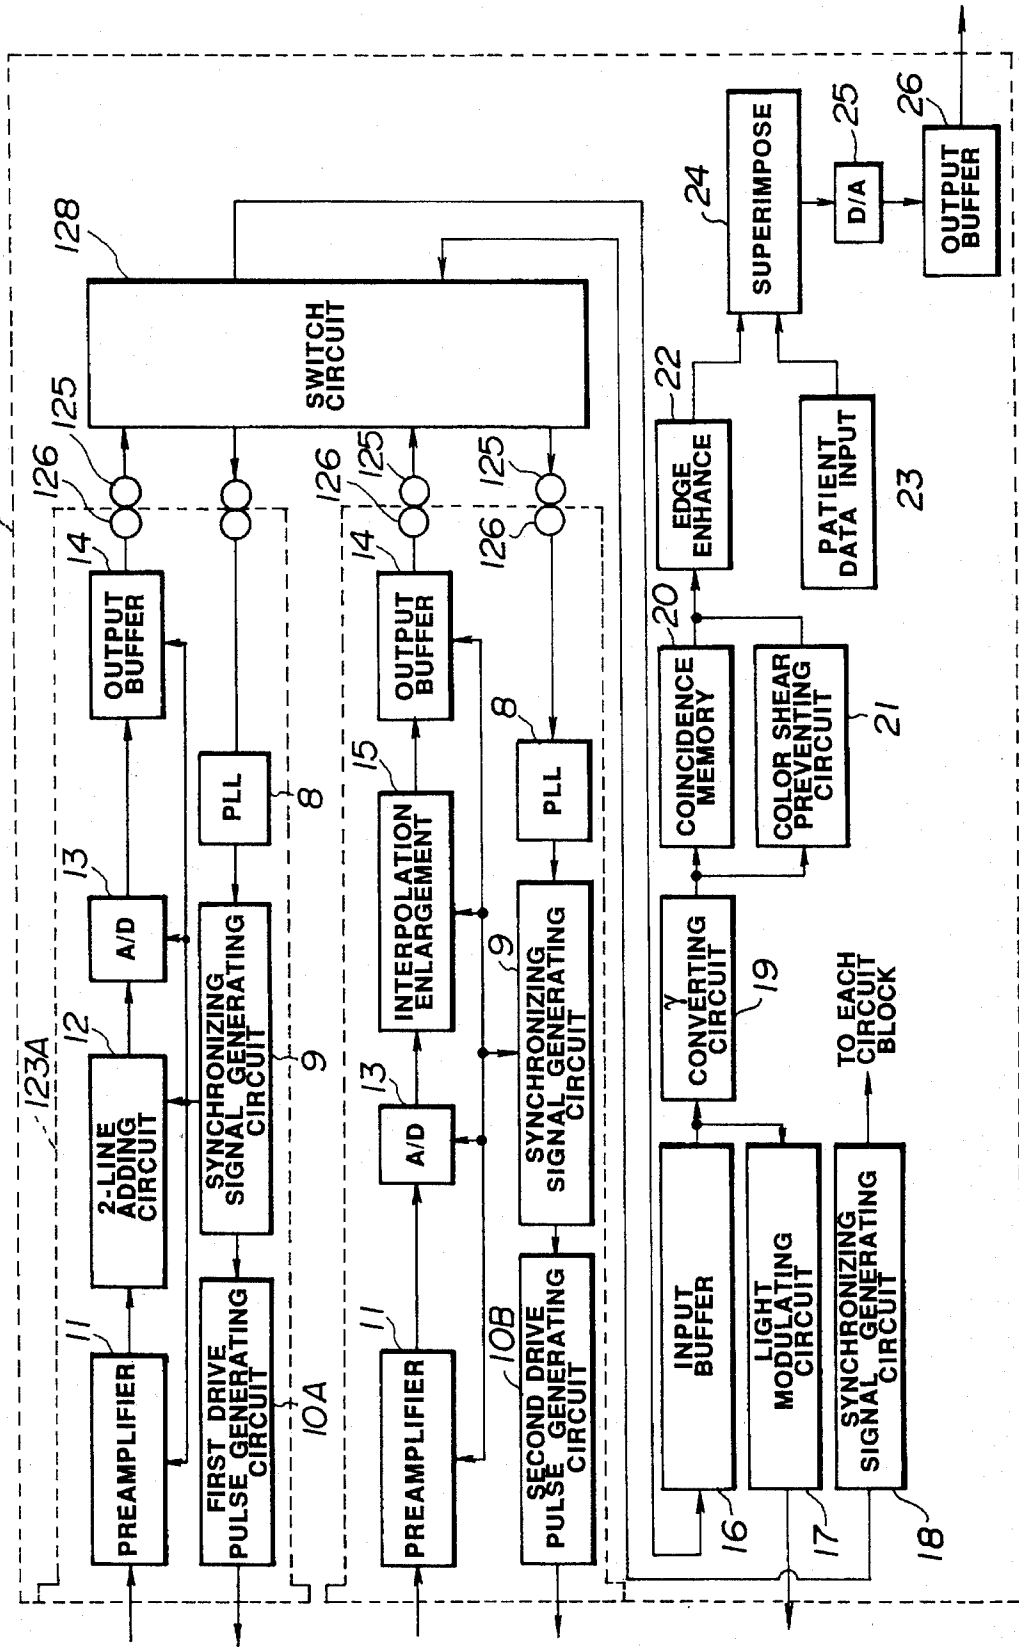 123A
11
PREAMPLIFIER
12
2-LINE
ADDING
CIRCUIT
13
A/D
14
OUTPUT
BUFFER
126
125
128
SWITCH
CIRCUIT
FIRST DRIVE
PULSE GENERATING
CIRCUIT
10A
SYNCHRONIZING
SIGNAL GENERATING
CIRCUIT
9
PLL
8
11
PREAMPLIFIER
13
A/D
15
INTERPOLATION
ENLARGEMENT
14
OUTPUT
BUFFER
126
125
10B
SECOND DRIVE
PULSE GENERATING
CIRCUIT
9
SYNCHRONIZING
SIGNAL GENERATING
CIRCUIT
8
PLL
126
125
INPUT
BUFFER
16
LIGHT
MODULATING
CIRCUIT
17
SYNCHRONIZING
SIGNAL GENERATING
CIRCUIT
18
TO EACH
CIRCUIT
BLOCK
γ
CONVERTING
CIRCUIT
19
20
COINCIDENCE
MEMORY
COLOR SHEAR
PREVENTING
CIRCUIT
21
22
EDGE
ENHANCE
PATIENT
DATA INPUT
23
24
SUPERIMPOSE
25
D/A
26
OUTPUT
BUFFER